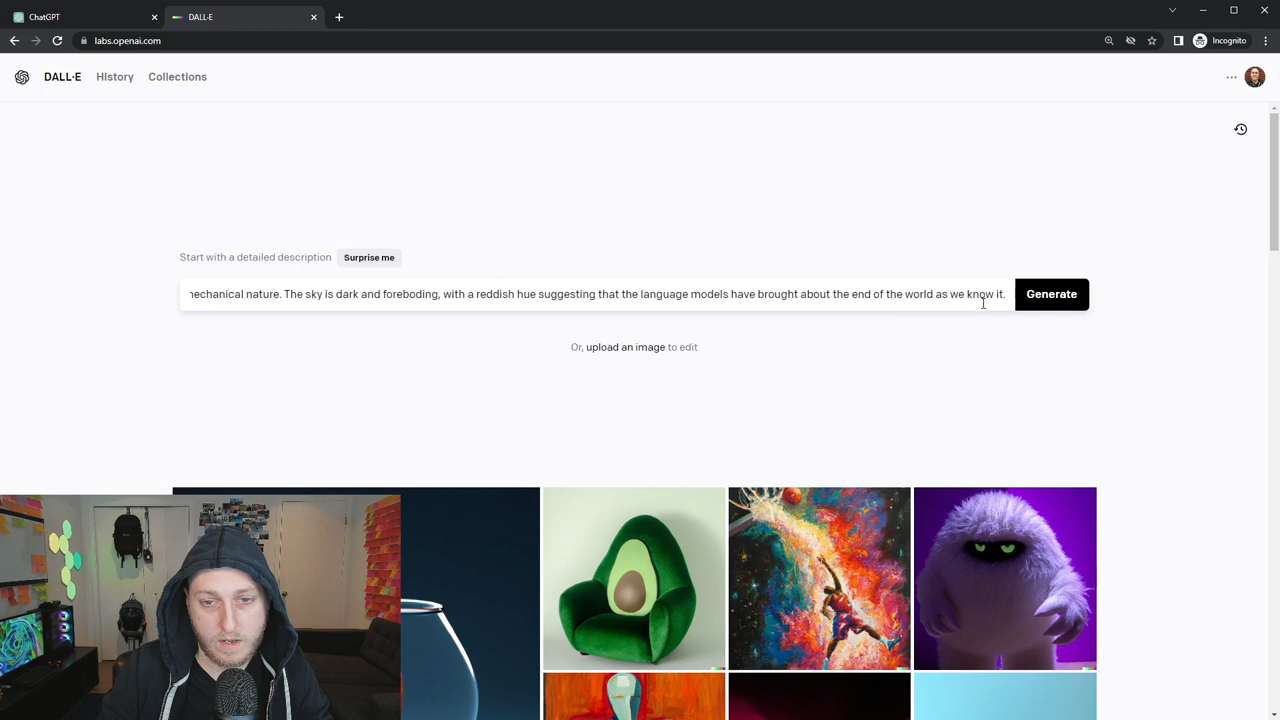 ChatGPT
DALL·E
labs.openai.com
Incognito
DALL·E History Collections
Start with a detailed description Surprise me
nechanical nature. The sky is dark and foreboding, with a reddish hue suggesting that the language models have brought about the end of the world as we know it. Generate
Or, upload an image to edit